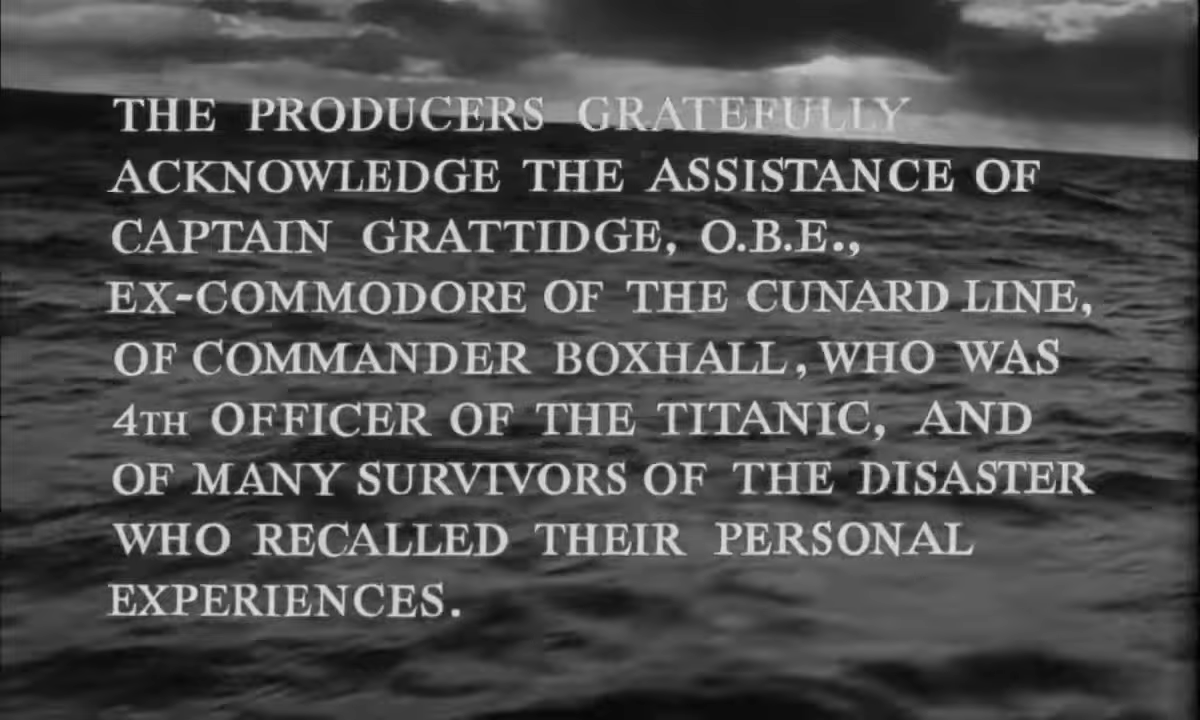 THE PRODUCERS GRATEFULLY
ACKNOWLEDGE THE ASSISTANCE OF
CAPTAIN GRATTIDGE, O.B.E.,
EX-COMMODORE OF THE CUNARD LINE,
OF COMMANDER BOXHALL, WHO WAS
4TH OFFICER OF THE TITANIC, AND
OF MANY SURVIVORS OF THE DISASTER
WHO RECALLED THEIR PERSONAL
EXPERIENCES.